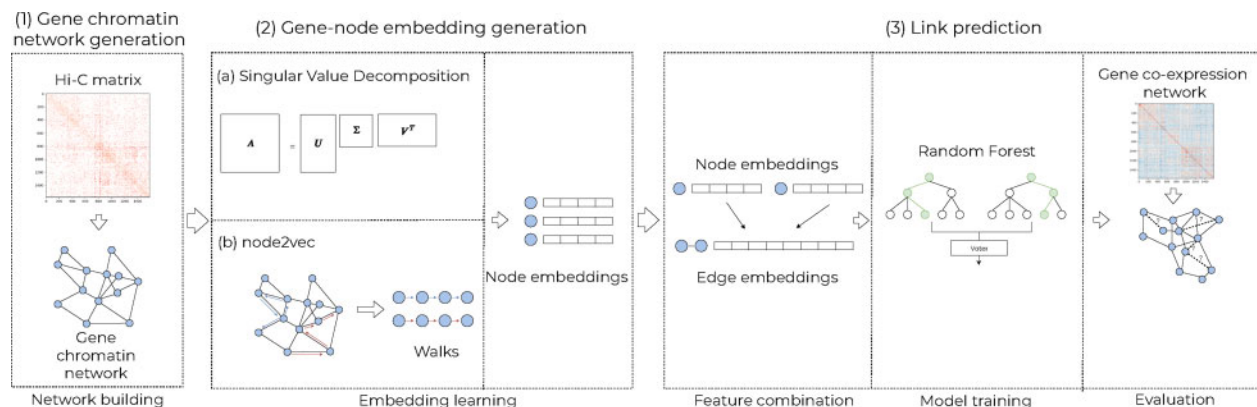 (1) Gene chromatin
network generation
(2) Gene-node embedding generation
(3) Link prediction
Hi-C matrix
Gene
chromatin
network
Network building
(a) Singular Value Decomposition
A = U Σ V^T
(b) node2vec
Walks
Node embeddings
Embedding learning
Node embeddings
Edge embeddings
Feature combination
Random Forest
Voter
Model training
Gene co-expression
network
Evaluation